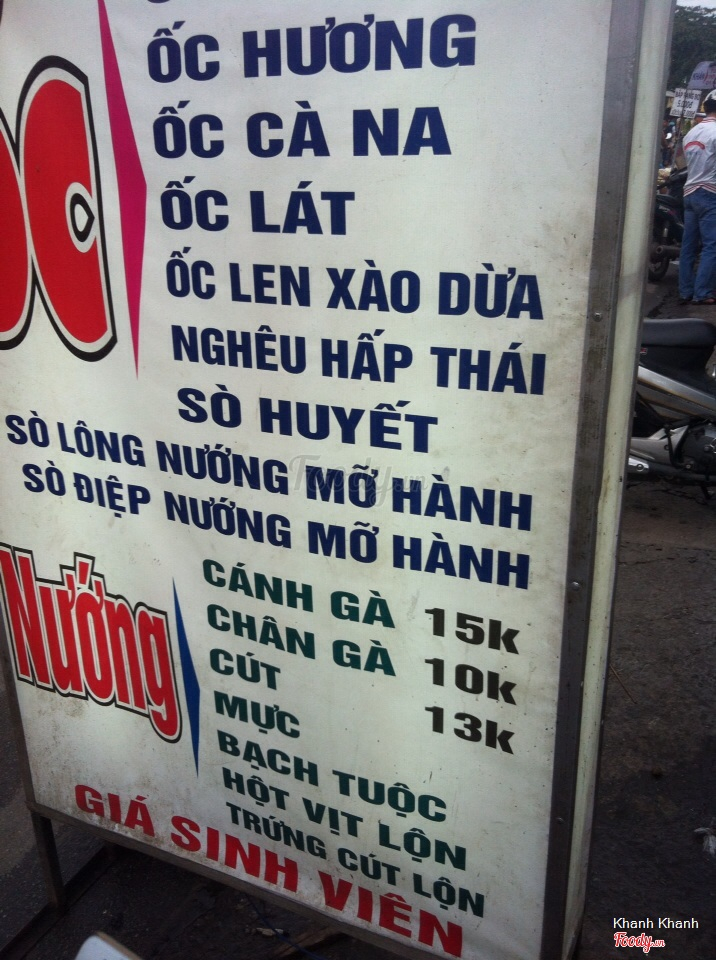 ỐC HƯƠNG
ỐC CÀ NA
ỐC LÁT
ỐC LEN XÀO DỪA
NGHÊU HẤP THÁI
SÒ HUYẾT
SÒ LÔNG NƯỚNG MỠ HÀNH
SÒ ĐIỆP NƯỚNG MỠ HÀNH
Nướng
CÁNH GÀ 15k
CHÂN GÀ 10k
CÚT 13k
MỰC
BẠCH TUỘC
HỘT VỊT LỘN
TRỨNG CÚT LỘN
GIÁ SINH VIÊN
Foody.vn
Khanh Khanh
Foody.vn